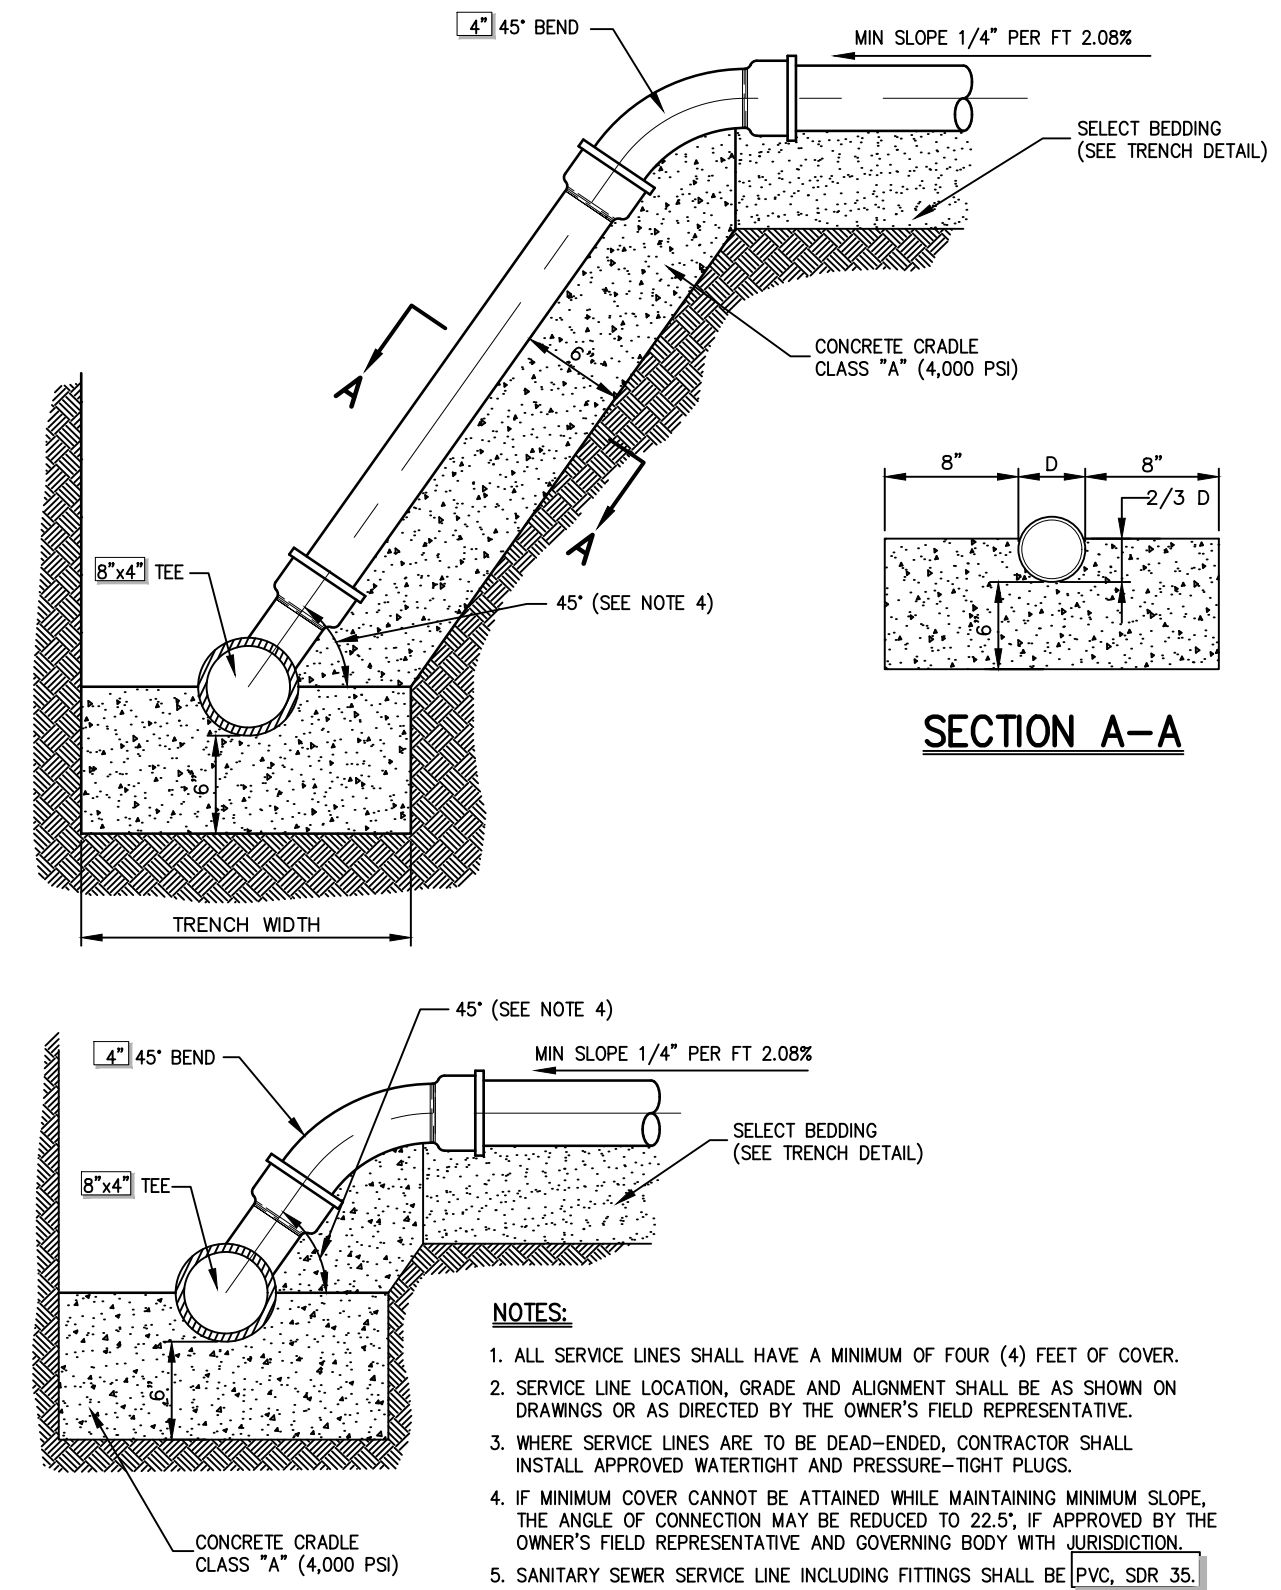 4" 45° BEND
MIN SLOPE 1/4" PER FT 2.08%
SELECT BEDDING
(SEE TRENCH DETAIL)
CONCRETE CRADLE
CLASS "A" (4,000 PSI)
6"
A
A
8"x4" TEE
45° (SEE NOTE 4)
6"
TRENCH WIDTH
8"
D
8"
2/3 D
6"
SECTION A-A
45° (SEE NOTE 4)
4" 45° BEND
MIN SLOPE 1/4" PER FT 2.08%
SELECT BEDDING
(SEE TRENCH DETAIL)
8"x4" TEE
6"
CONCRETE CRADLE
CLASS "A" (4,000 PSI)
NOTES:
1. ALL SERVICE LINES SHALL HAVE A MINIMUM OF FOUR (4) FEET OF COVER.
2. SERVICE LINE LOCATION, GRADE AND ALIGNMENT SHALL BE AS SHOWN ON
DRAWINGS OR AS DIRECTED BY THE OWNER'S FIELD REPRESENTATIVE.
3. WHERE SERVICE LINES ARE TO BE DEAD-ENDED, CONTRACTOR SHALL
INSTALL APPROVED WATERTIGHT AND PRESSURE-TIGHT PLUGS.
4. IF MINIMUM COVER CANNOT BE ATTAINED WHILE MAINTAINING MINIMUM SLOPE,
THE ANGLE OF CONNECTION MAY BE REDUCED TO 22.5°, IF APPROVED BY THE
OWNER'S FIELD REPRESENTATIVE AND GOVERNING BODY WITH JURISDICTION.
5. SANITARY SEWER SERVICE LINE INCLUDING FITTINGS SHALL BE PVC, SDR 35.